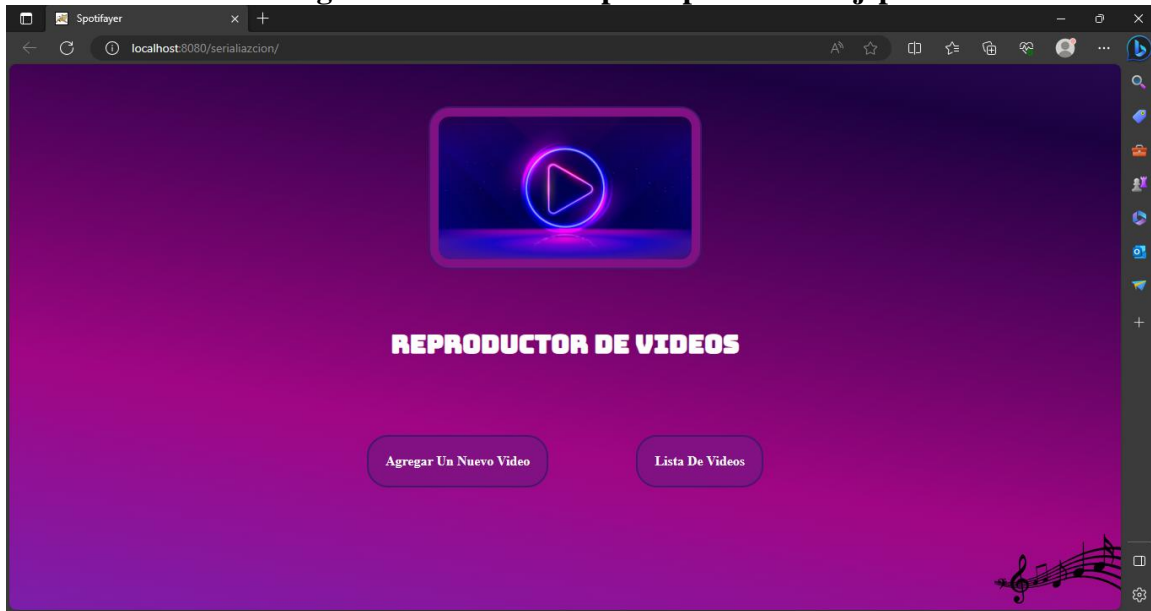 Spotifayer
localhost:8080/serialiazcion/
REPRODUCTOR DE VIDEOS
Agregar Un Nuevo Video
Lista De Videos